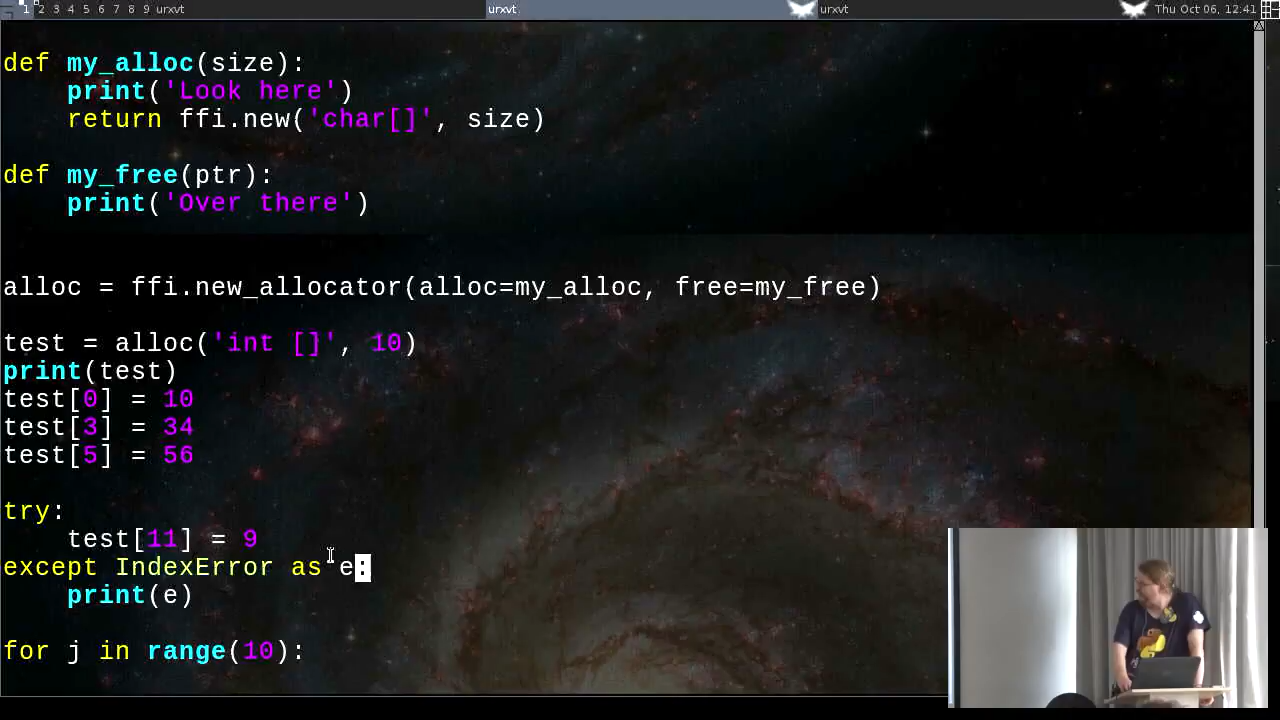 1 2 3 4 5 6 7 8 9 urxvt urxvt urxvt Thu Oct 06, 12:41
def my_alloc(size):
    print('Look here')
    return ffi.new('char[]', size)
def my_free(ptr):
    print('Over there')
alloc = ffi.new_allocator(alloc=my_alloc, free=my_free)
test = alloc('int []', 10)
print(test)
test[0] = 10
test[3] = 34
test[5] = 56
try:
    test[11] = 9
except IndexError as e:
    print(e)
for j in range(10):